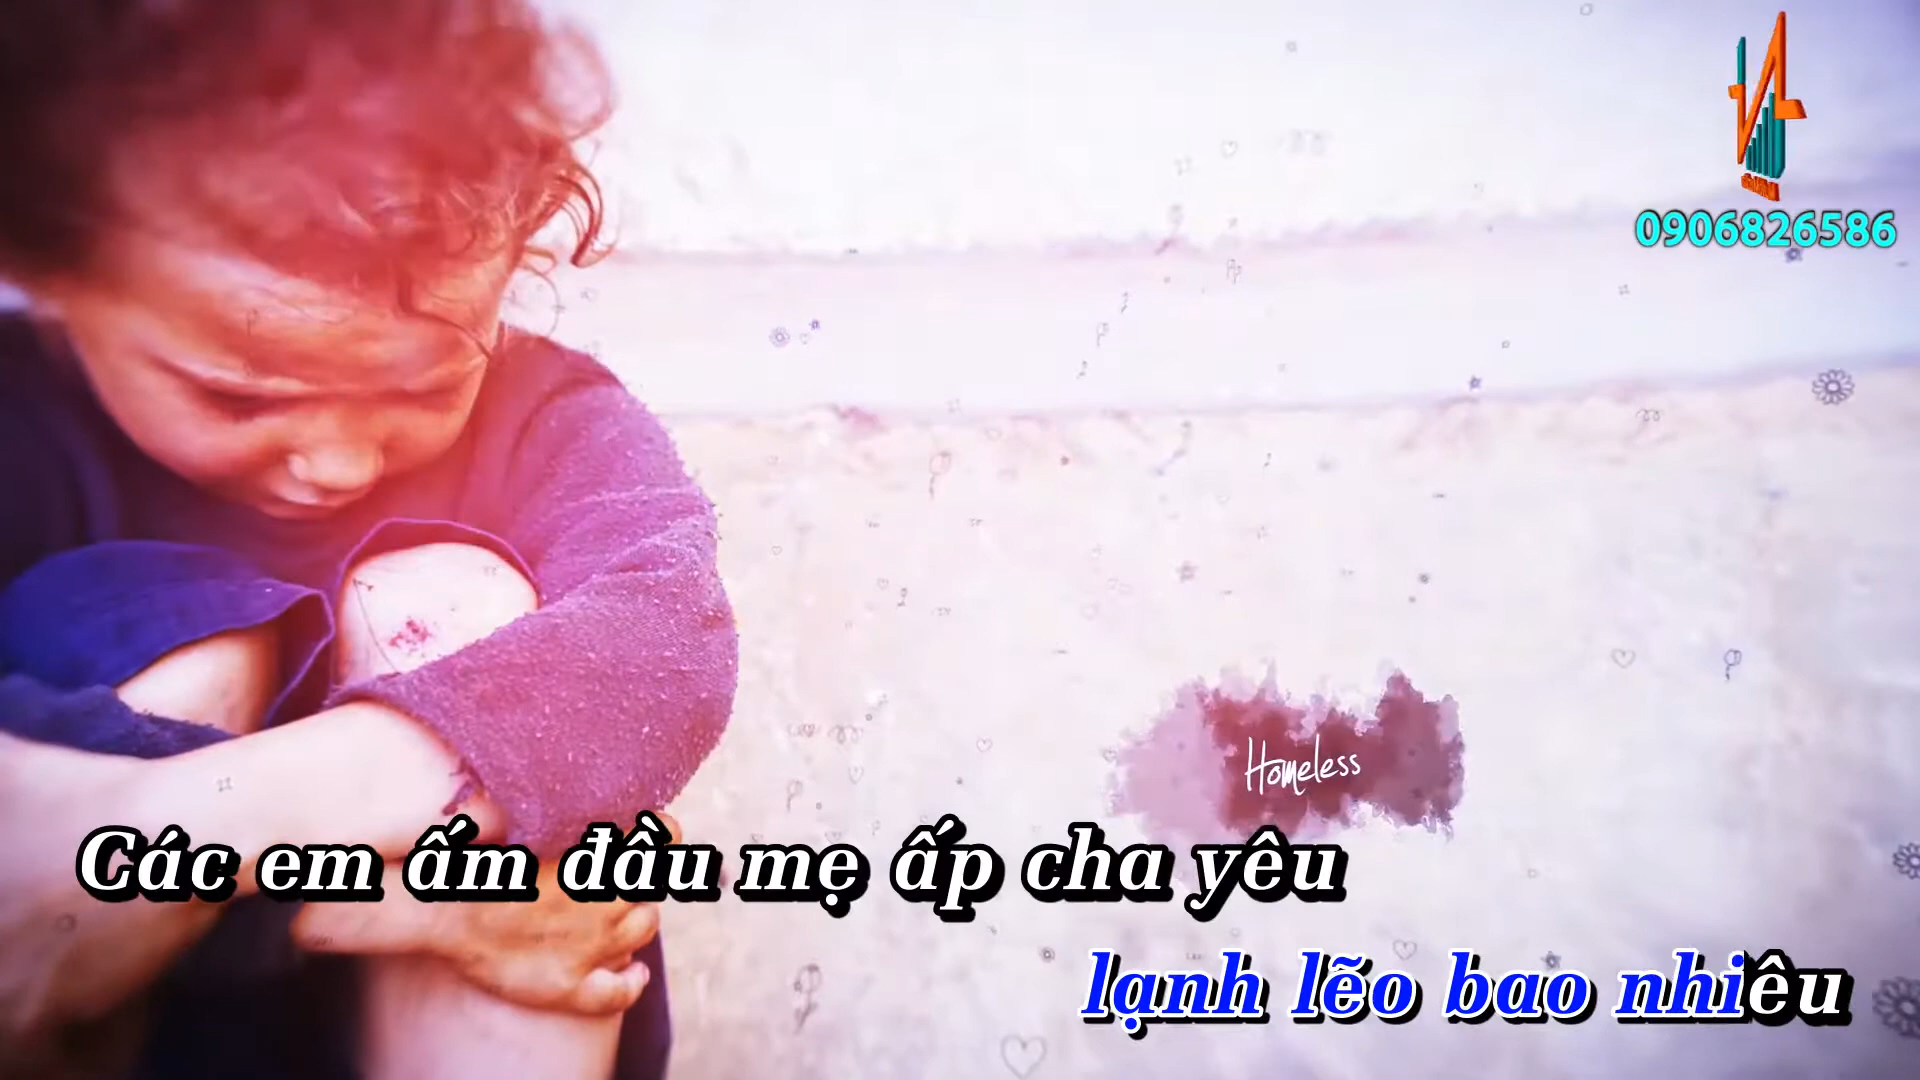 0906826586
Homeless
Các em ấm đầu mẹ ấp cha yêu
lạnh lẽo bao nhiêu